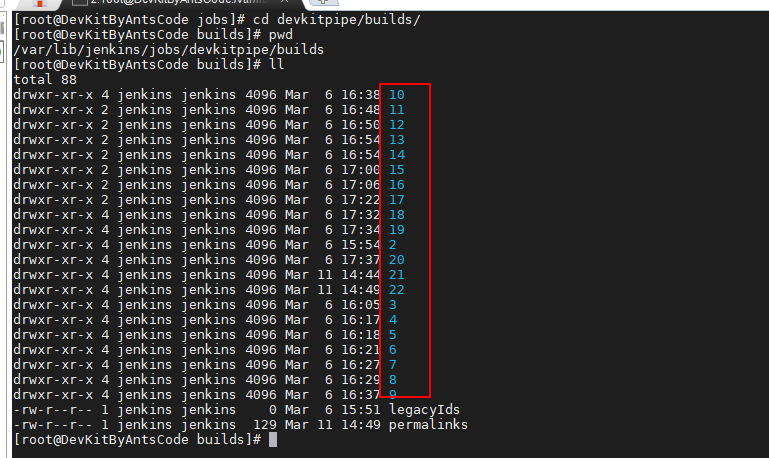 [root@DevKitByAntsCode jobs]# cd devkitpipe/builds/
[root@DevKitByAntsCode builds]# pwd
/var/lib/jenkins/jobs/devkitpipe/builds
[root@DevKitByAntsCode builds]# ll
total 88
drwxr-xr-x 4 jenkins jenkins 4096 Mar  6 16:38 10
drwxr-xr-x 2 jenkins jenkins 4096 Mar  6 16:48 11
drwxr-xr-x 2 jenkins jenkins 4096 Mar  6 16:50 12
drwxr-xr-x 2 jenkins jenkins 4096 Mar  6 16:54 13
drwxr-xr-x 2 jenkins jenkins 4096 Mar  6 16:54 14
drwxr-xr-x 2 jenkins jenkins 4096 Mar  6 17:00 15
drwxr-xr-x 2 jenkins jenkins 4096 Mar  6 17:06 16
drwxr-xr-x 2 jenkins jenkins 4096 Mar  6 17:22 17
drwxr-xr-x 4 jenkins jenkins 4096 Mar  6 17:32 18
drwxr-xr-x 4 jenkins jenkins 4096 Mar  6 17:34 19
drwxr-xr-x 4 jenkins jenkins 4096 Mar  6 15:54 2
drwxr-xr-x 4 jenkins jenkins 4096 Mar  6 17:37 20
drwxr-xr-x 4 jenkins jenkins 4096 Mar 11 14:44 21
drwxr-xr-x 4 jenkins jenkins 4096 Mar 11 14:49 22
drwxr-xr-x 4 jenkins jenkins 4096 Mar  6 16:05 3
drwxr-xr-x 4 jenkins jenkins 4096 Mar  6 16:17 4
drwxr-xr-x 4 jenkins jenkins 4096 Mar  6 16:18 5
drwxr-xr-x 4 jenkins jenkins 4096 Mar  6 16:21 6
drwxr-xr-x 4 jenkins jenkins 4096 Mar  6 16:27 7
drwxr-xr-x 4 jenkins jenkins 4096 Mar  6 16:29 8
drwxr-xr-x 4 jenkins jenkins 4096 Mar  6 16:37 9
-rw-r--r-- 1 jenkins jenkins    0 Mar  6 15:51 legacyIds
-rw-r--r-- 1 jenkins jenkins  129 Mar 11 14:49 permalinks
[root@DevKitByAntsCode builds]#